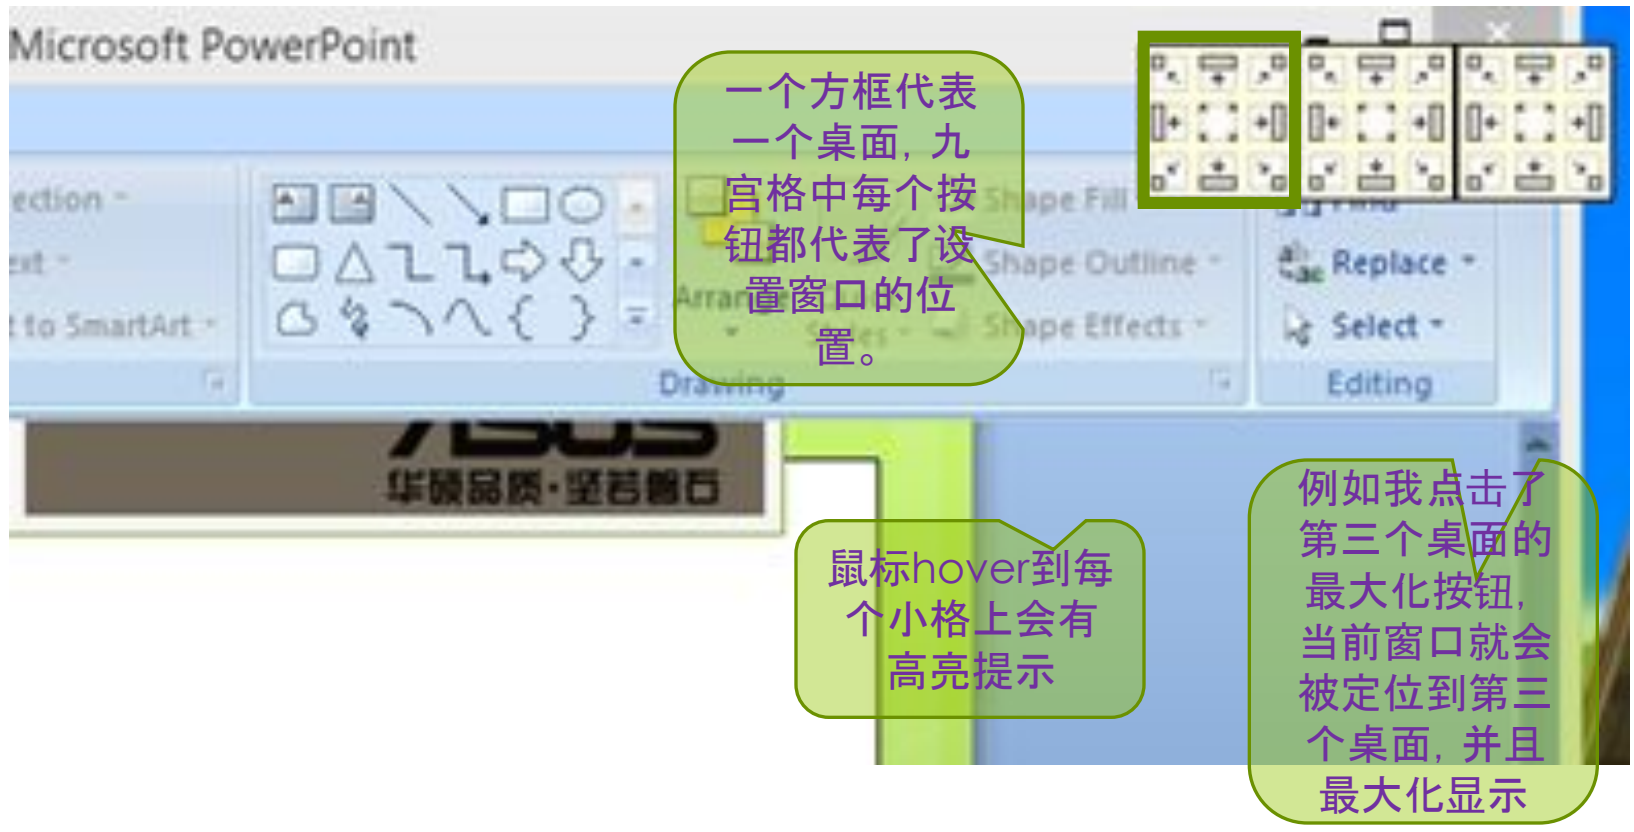 Microsoft PowerPoint
一个方框代表
一个桌面, 九
宫格中每个按
钮都代表了设
置窗口的位
置。
ection
ext
t to SmartArt
Arrange
Styles
Shape Fill
Shape Outline
Shape Effects
Drawing
Find
Replace
Select
Editing
ASUS
华硕品质·坚若磐石
鼠标hover到每
个小格上会有
高亮提示
例如我点击了
第三个桌面的
最大化按钮,
当前窗口就会
被定位到第三
个桌面, 并且
最大化显示